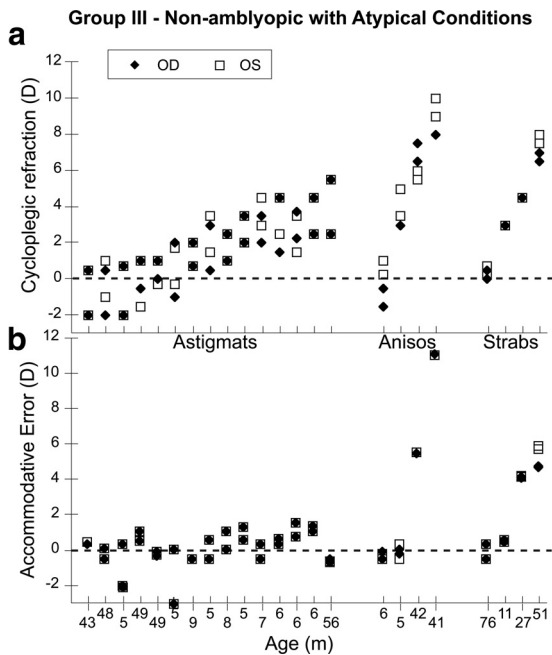 Group III - Non-amblyopic with Atypical Conditions
a
OD OS
Cycloplegic refraction (D)
12
10
8
6
4
2
0
-2
Astigmats Anisos Strabs
b
Accommodative Error (D)
12
10
8
6
4
2
0
-2
43 48 5 49 49 5 9 5 8 5 7 6 6 6 56 6 5 42 41 76 11 27 51
Age (m)